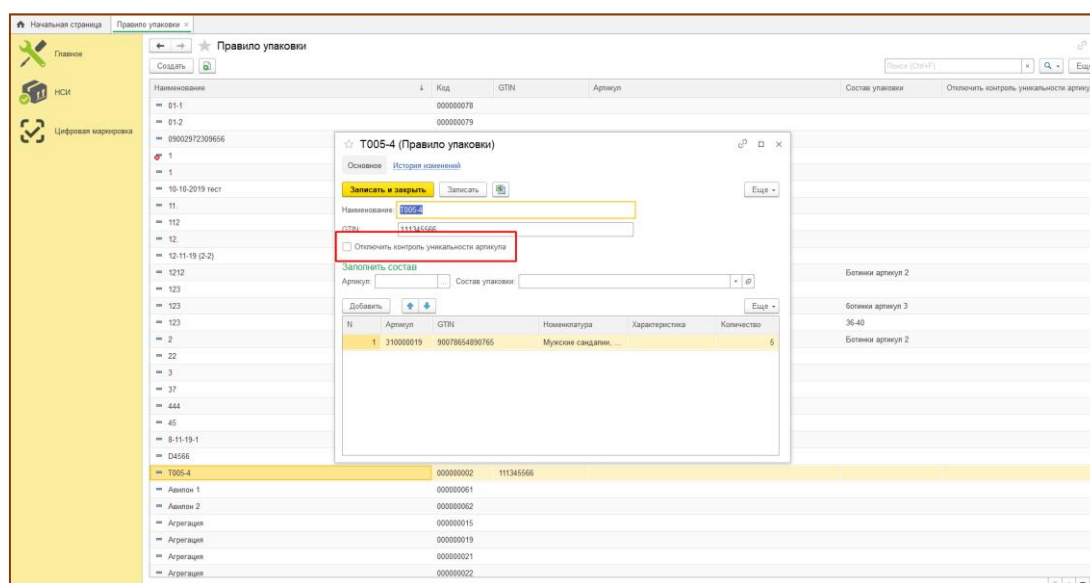 Начальная страница Правило упаковки ×
Главное
НСИ
Цифровая маркировка
Правило упаковки
Создать Поиск (Ctrl+F) × Еще
Наименование ↓ Код GTIN Артикул Состав упаковки Отключить контроль уникальности артику
01-1 000000078
01-2 000000079
09002972309656
1
1
10-10-2019 тест
11.
112
12.
12-11-19 (2-2)
1212 Ботинки артикул 2
123
123 ботинки артикул 3
123 36-40
2 Ботинки артикул 2
22
3
37
444
45
8-11-19-1
D4566
T005-4 000000002 111345566
Авилон 1 000000061
Авилон 2 000000062
Агрегация 000000015
Агрегация 000000019
Агрегация 000000021
Агрегация 000000022
T005-4 (Правило упаковки)
Основное История изменений
Записать и закрыть Записать Еще
Наименование: T005-4
GTIN: 111345566
Отключить контроль уникальности артикула
Заполнить состав
Артикул: ... Состав упаковки:
Добавить Еще
N Артикул GTIN Номенклатура Характеристика Количество
1 310000019 90078654890765 Мужские сандалии, ... 5